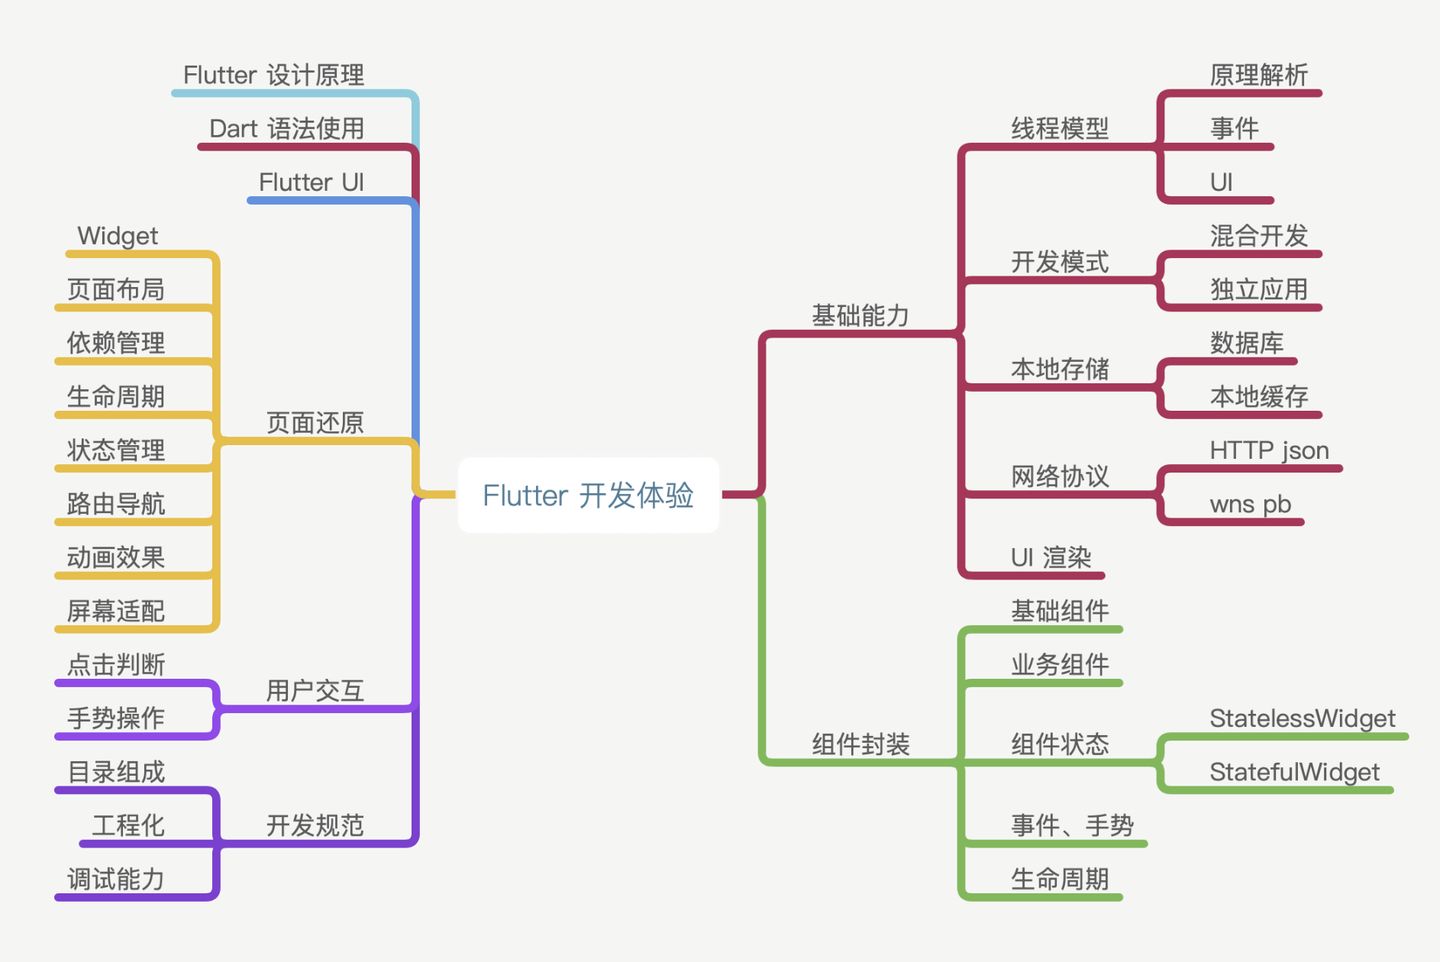 Flutter 开发体验
Flutter 设计原理
Dart 语法使用
Flutter UI
页面还原
Widget
页面布局
依赖管理
生命周期
状态管理
路由导航
动画效果
屏幕适配
用户交互
点击判断
手势操作
开发规范
目录组成
工程化
调试能力
基础能力
线程模型
原理解析
事件
UI
开发模式
混合开发
独立应用
本地存储
数据库
本地缓存
网络协议
HTTP json
wns pb
UI 渲染
组件封装
基础组件
业务组件
组件状态
StatelessWidget
StatefulWidget
事件、手势
生命周期